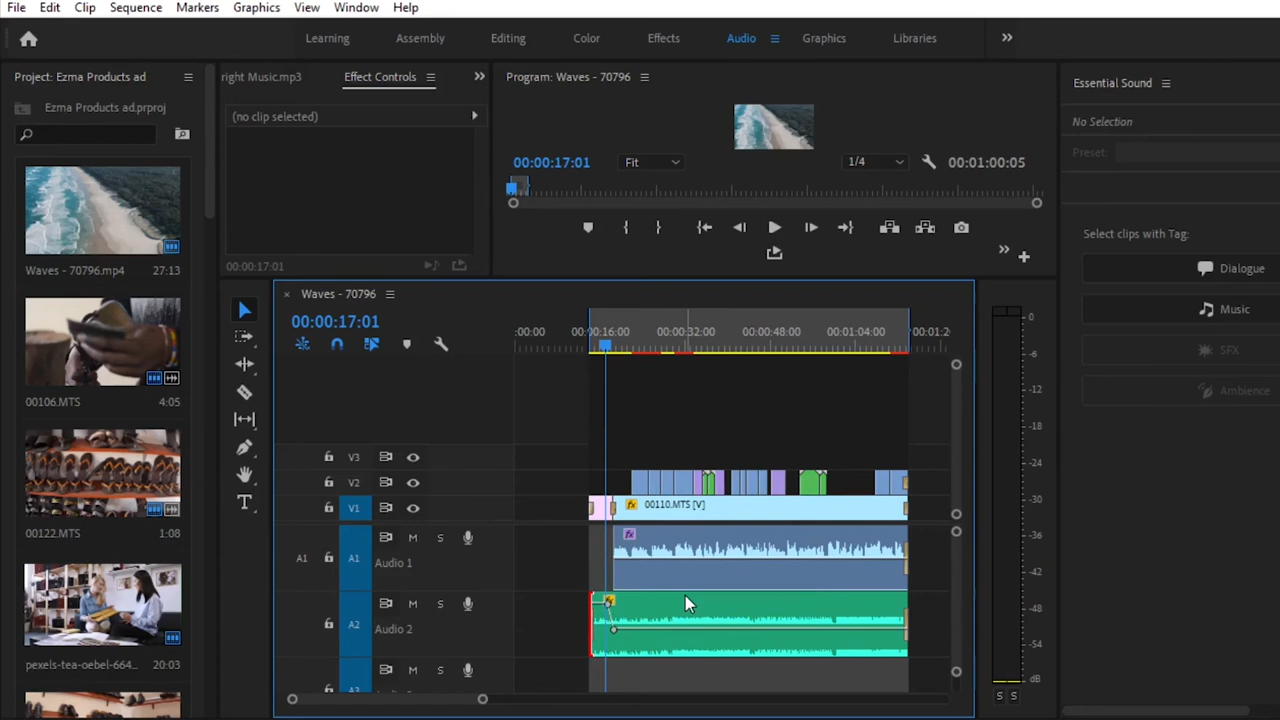 File Edit Clip Sequence Markers Graphics View Window Help
Learning Assembly Editing Color Effects Audio Graphics Libraries
Project: Ezma Products ad
Ezma Products ad.prproj
Waves - 70796.mp4 27:13
00106.MTS 4:05
00122.MTS 1:08
pexels-tea-oebel-664... 20:03
right Music.mp3 Effect Controls
(no clip selected)
00:00:17:01
Program: Waves - 70796
00:00:17:01 Fit 1/4 00:01:00:05
Essential Sound
No Selection
Preset:
Select clips with Tag:
Dialogue
Music
SFX
Ambience
× Waves - 70796
00:00:17:01
:00:00 00:00:16:00 00:00:32:00 00:00:48:00 00:01:04:00 00:01:2
V3
V2
V1 fx 00110.MTS [V]
M S fx
A1 A1 Audio 1
M S
A2 Audio 2
M S
A3
0
-6
-12
-18
-24
-30
-36
-42
-48
-54
dB
S S